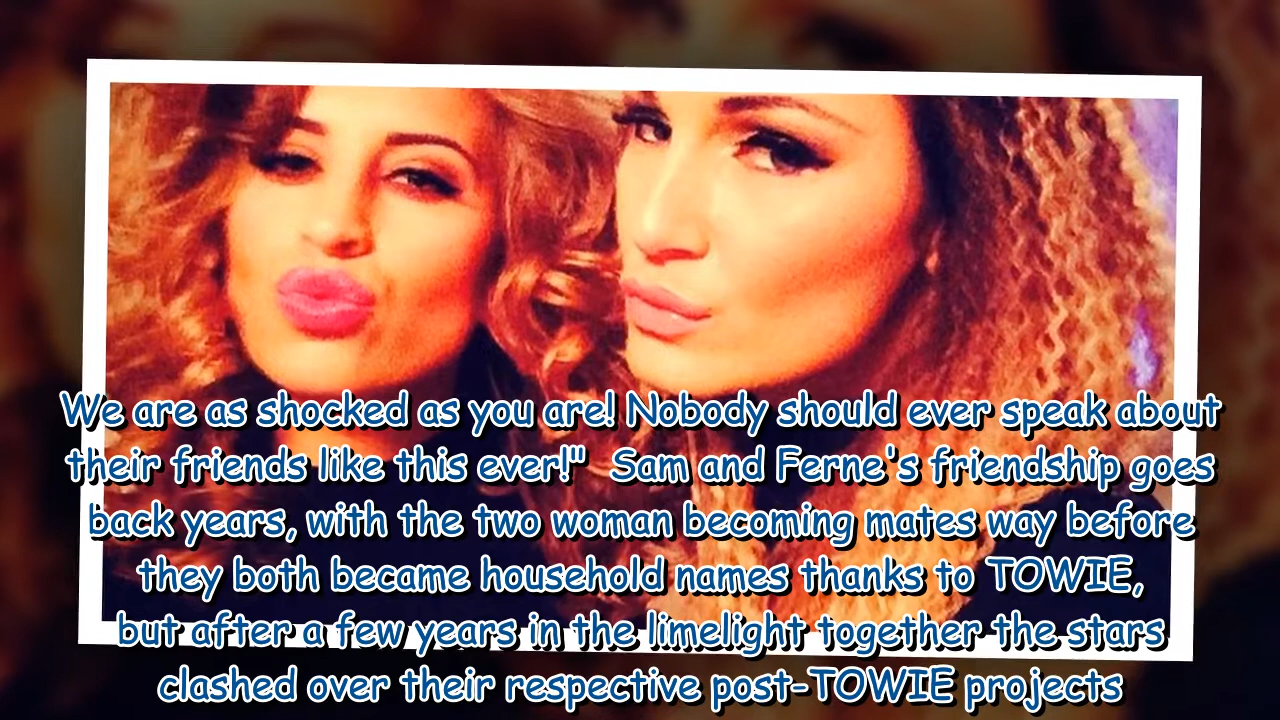 We are as shocked as you are! Nobody should ever speak about
their friends like this ever!"  Sam and Ferne's friendship goes
back years, with the two woman becoming mates way before
they both became household names thanks to TOWIE,
but after a few years in the limelight together the stars
clashed over their respective post-TOWIE projects